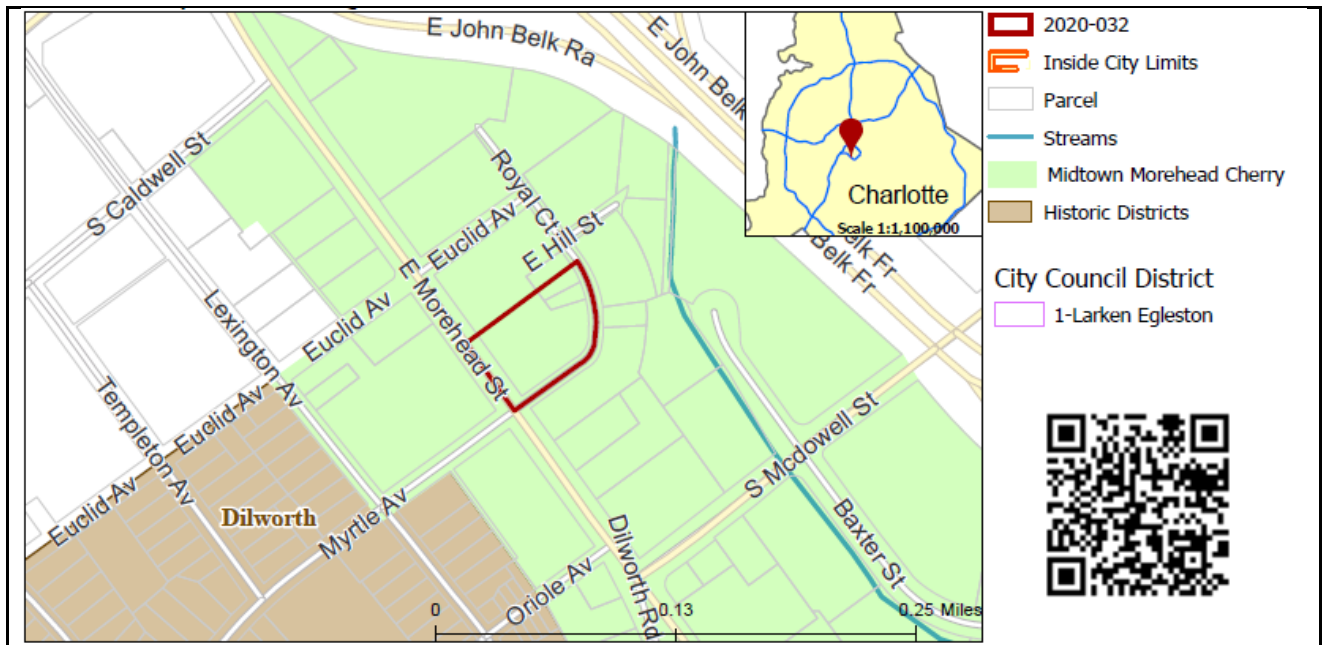 E John Belk Ra
E John Belk
Belk Fr
Belk Fr
S Caldwell St
Royal Ct
Euclid Av
E Hill St
E Morehead St
Euclid Av
Lexington Av
Templeton Av
Euclid Av
Euclid Av
Dilworth
Myrtle Av
Oriole Av
Dilworth Rd
S Mcdowell St
Baxter St
0
0.13
0.25 Miles
Charlotte
Scale 1:1,100,000
2020-032
Inside City Limits
Parcel
Streams
Midtown Morehead Cherry
Historic Districts
City Council District
1-Larken Egleston